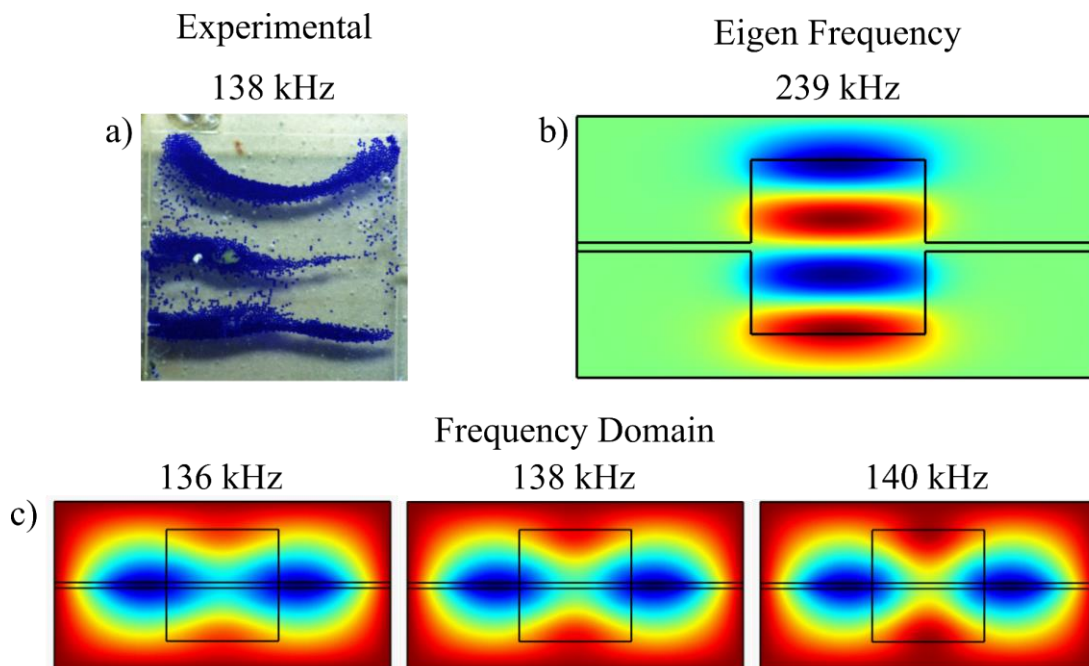 Experimental
138 kHz
a)
Eigen Frequency
239 kHz
b)
Frequency Domain
136 kHz
138 kHz
140 kHz
c)